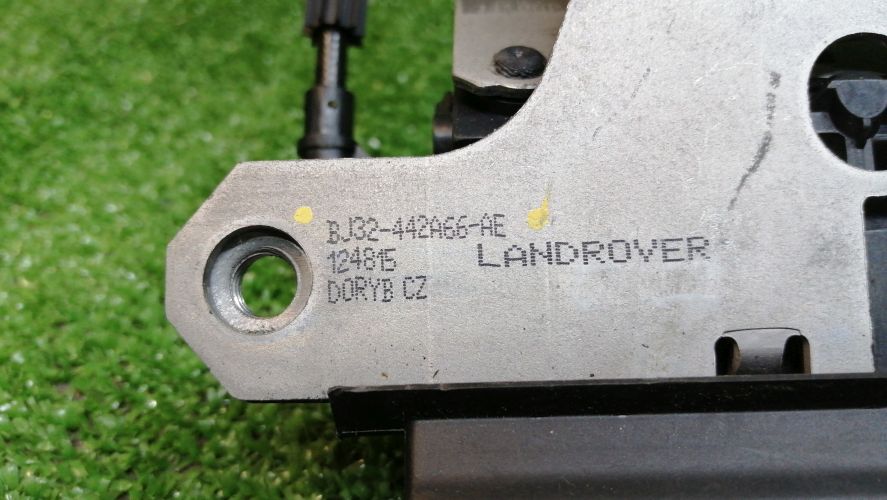 BJ32-442A66-AE
124815
LANDROVER
DORYB CZ